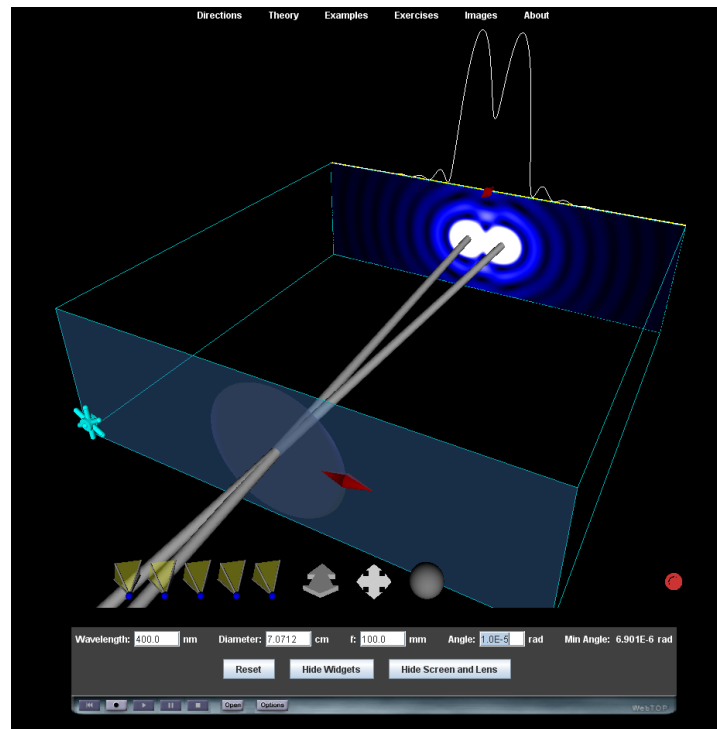 Directions Theory Examples Exercises Images About
Wavelength: 400.0 nm Diameter: 7.0712 cm f: 100.0 mm Angle: 1.0E-5 rad Min Angle: 6.901E-6 rad
Reset Hide Widgets Hide Screen and Lens
Open Options WebTOP